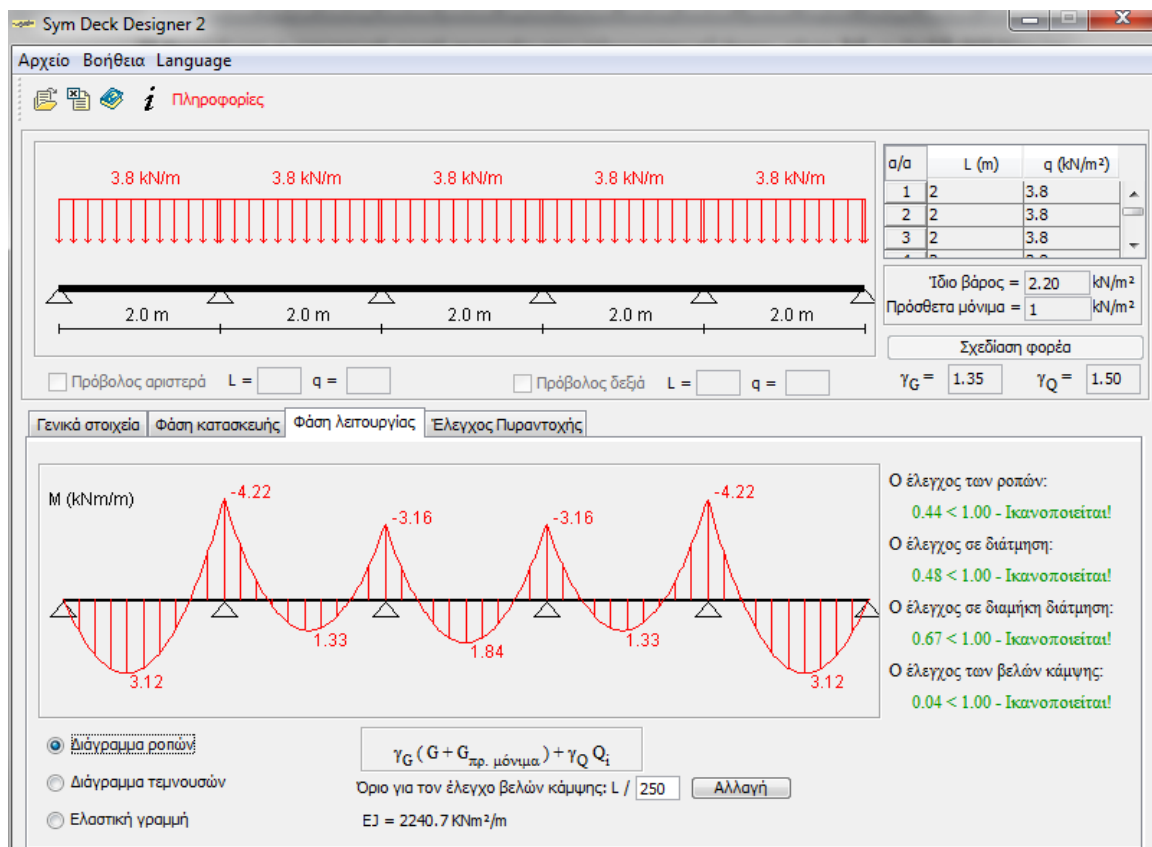 Sym Deck Designer 2
Αρχείο Βοήθεια Language
Πληροφορίες
3.8 kN/m 3.8 kN/m 3.8 kN/m 3.8 kN/m 3.8 kN/m
2.0 m 2.0 m 2.0 m 2.0 m 2.0 m
α/α L (m) q (kN/m²)
1 2 3.8
2 2 3.8
3 2 3.8
Ίδιο βάρος = 2.20 kN/m²
Πρόσθετα μόνιμα = 1 kN/m²
Σχεδίαση φορέα
Πρόβολος αριστερά L = q = Πρόβολος δεξιά L = q =
γG = 1.35 γQ = 1.50
Γενικά στοιχεία Φάση κατασκευής Φάση λειτουργίας Έλεγχος Πυραντοχής
M (kNm/m)
-4.22 -3.16 -3.16 -4.22
3.12 1.33 1.84 1.33 3.12
Ο έλεγχος των ροπών:
0.44 < 1.00 - Ικανοποιείται!
Ο έλεγχος σε διάτμηση:
0.48 < 1.00 - Ικανοποιείται!
Ο έλεγχος σε διαμήκη διάτμηση:
0.67 < 1.00 - Ικανοποιείται!
Ο έλεγχος των βελών κάμψης:
0.04 < 1.00 - Ικανοποιείται!
Διάγραμμα ροπών
Διάγραμμα τεμνουσών
Ελαστική γραμμή
γG ( G + Gπρ. μόνιμα ) + γQ Qi
Όριο για τον έλεγχο βελών κάμψης: L / 250 Αλλαγή
EJ = 2240.7 KNm²/m